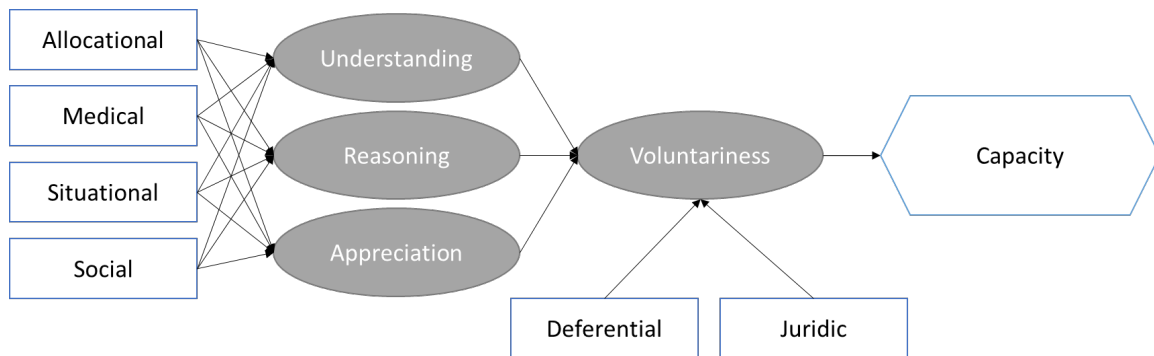 Allocational
Medical
Situational
Social
Understanding
Reasoning
Appreciation
Voluntariness
Capacity
Deferential
Juridic